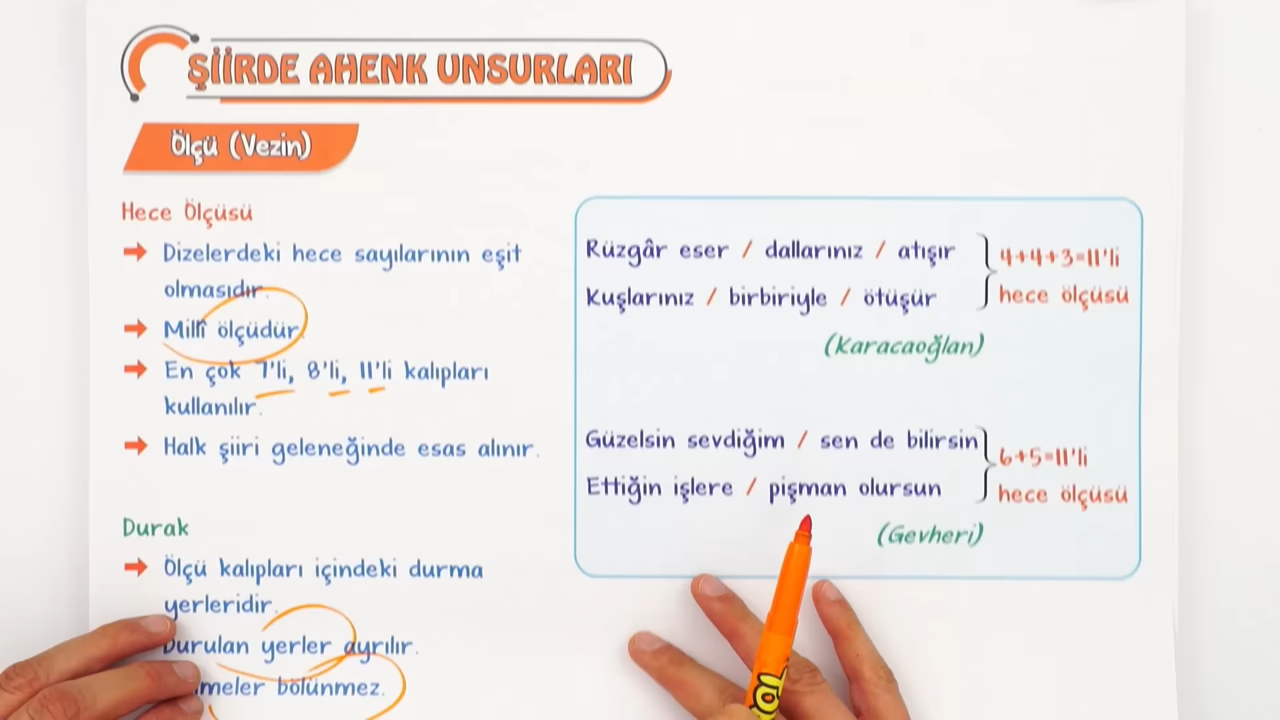 ŞİİRDE AHENK UNSURLARI
Ölçü (Vezin)
Hece Ölçüsü
Dizelerdeki hece sayılarının eşit
olmasıdır.
Millî ölçüdür.
En çok 7'li, 8'li, 11'li kalıpları
kullanılır.
Halk şiiri geleneğinde esas alınır.
Durak
Ölçü kalıpları içindeki durma
yerleridir.
Durulan yerler ayrılır.
bölünmez.
Rüzgâr eser / dallarınız / atışır
Kuşlarınız / birbiriyle / ötüşür
4+4+3=11'li
hece ölçüsü
(Karacaoğlan)
Güzelsin sevdiğim / sen de bilirsin
Ettiğin işlere / pişman olursun
6+5=11'li
hece ölçüsü
(Gevheri)